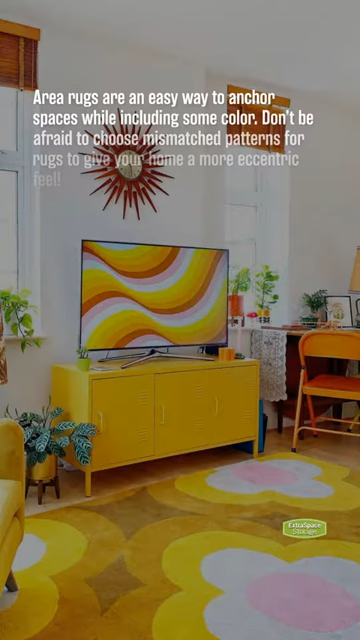 Area rugs are an easy way to anchor
spaces while including some color. Don't be
afraid to choose mismatched patterns for
rugs to give your home a more eccentric
feel!
ExtraSpace
Storage